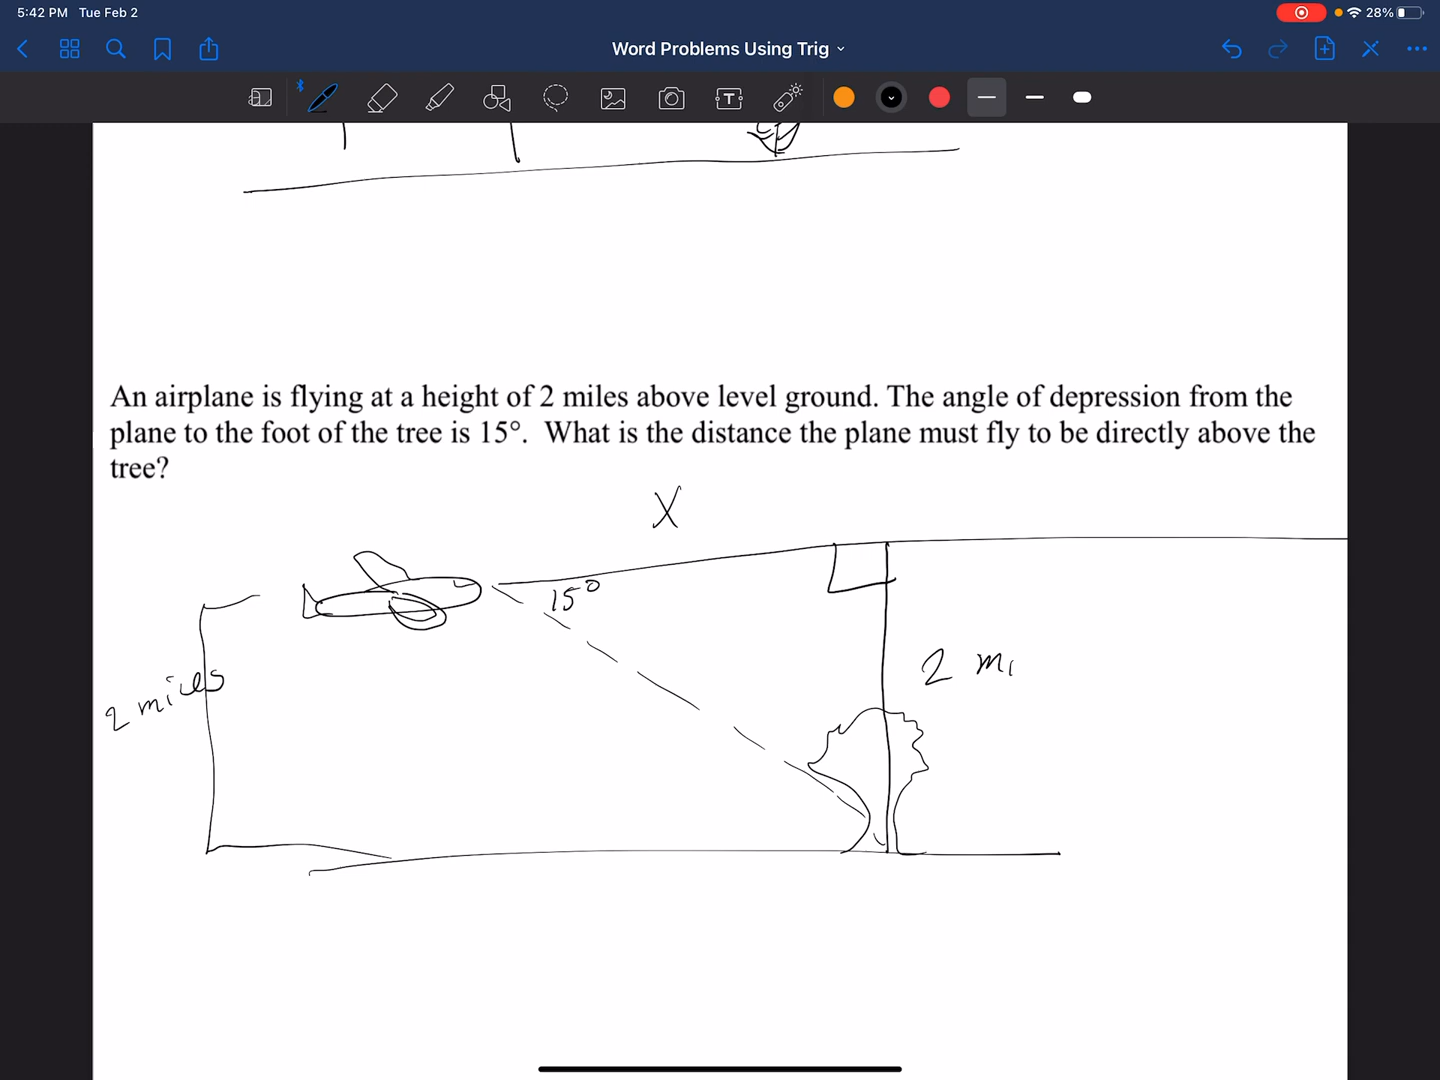 5:42 PM Tue Feb 2
28%
Word Problems Using Trig
T
An airplane is flying at a height of 2 miles above level ground. The angle of depression from the
plane to the foot of the tree is 15°. What is the distance the plane must fly to be directly above the
tree?
X
15°
2 mi
2 miles